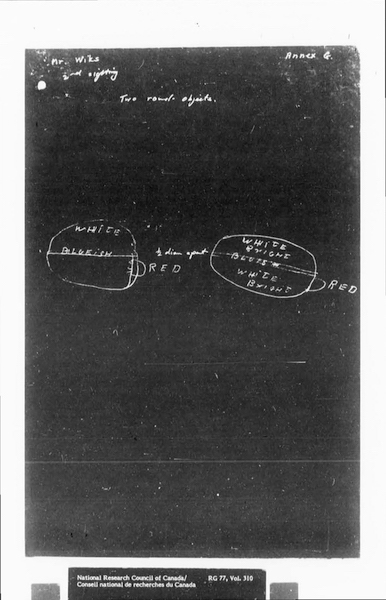 Mr. Wiks
Annex G.
2nd sighting
Two round objects.
WHITE
BLUEISH
RED
½ diam apart
WHITE
BRIGHT
BLUISH
WHITE
BRIGHT
RED
National Research Council of Canada/
Conseil national de recherches du Canada
RG 77, Vol. 310